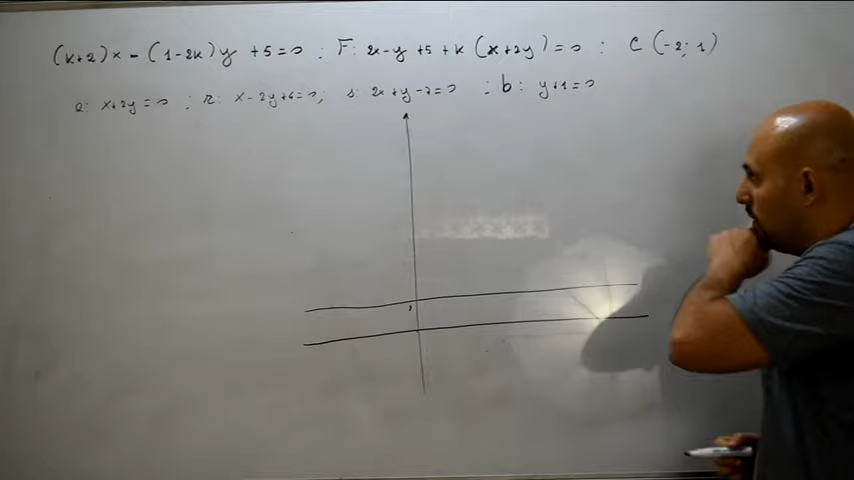 (k+2)x - (1-2k)y +5=0 ; F: 2x-y+5+k(x+2y)=0 : C(-2; 1)
a: x+2y=0 ; r: x-2y+6=0; s: 2x+y-7=0 ; b: y+1=0